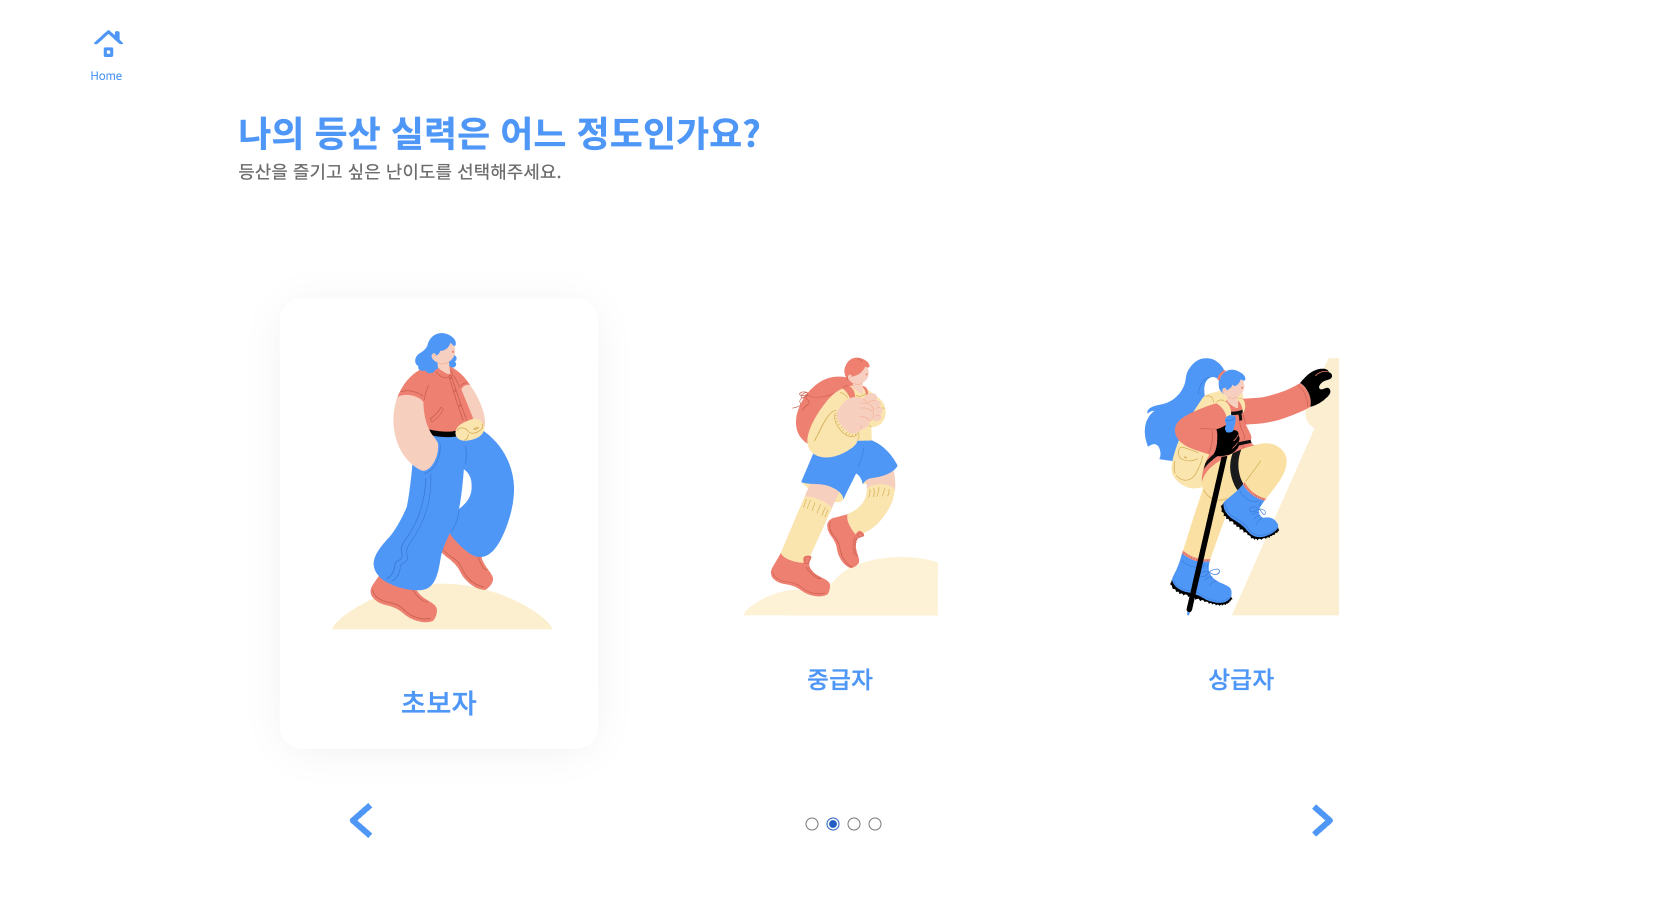 Home
나의 등산 실력은 어느 정도인가요?
등산을 즐기고 싶은 난이도를 선택해주세요.
초보자
중급자
상급자